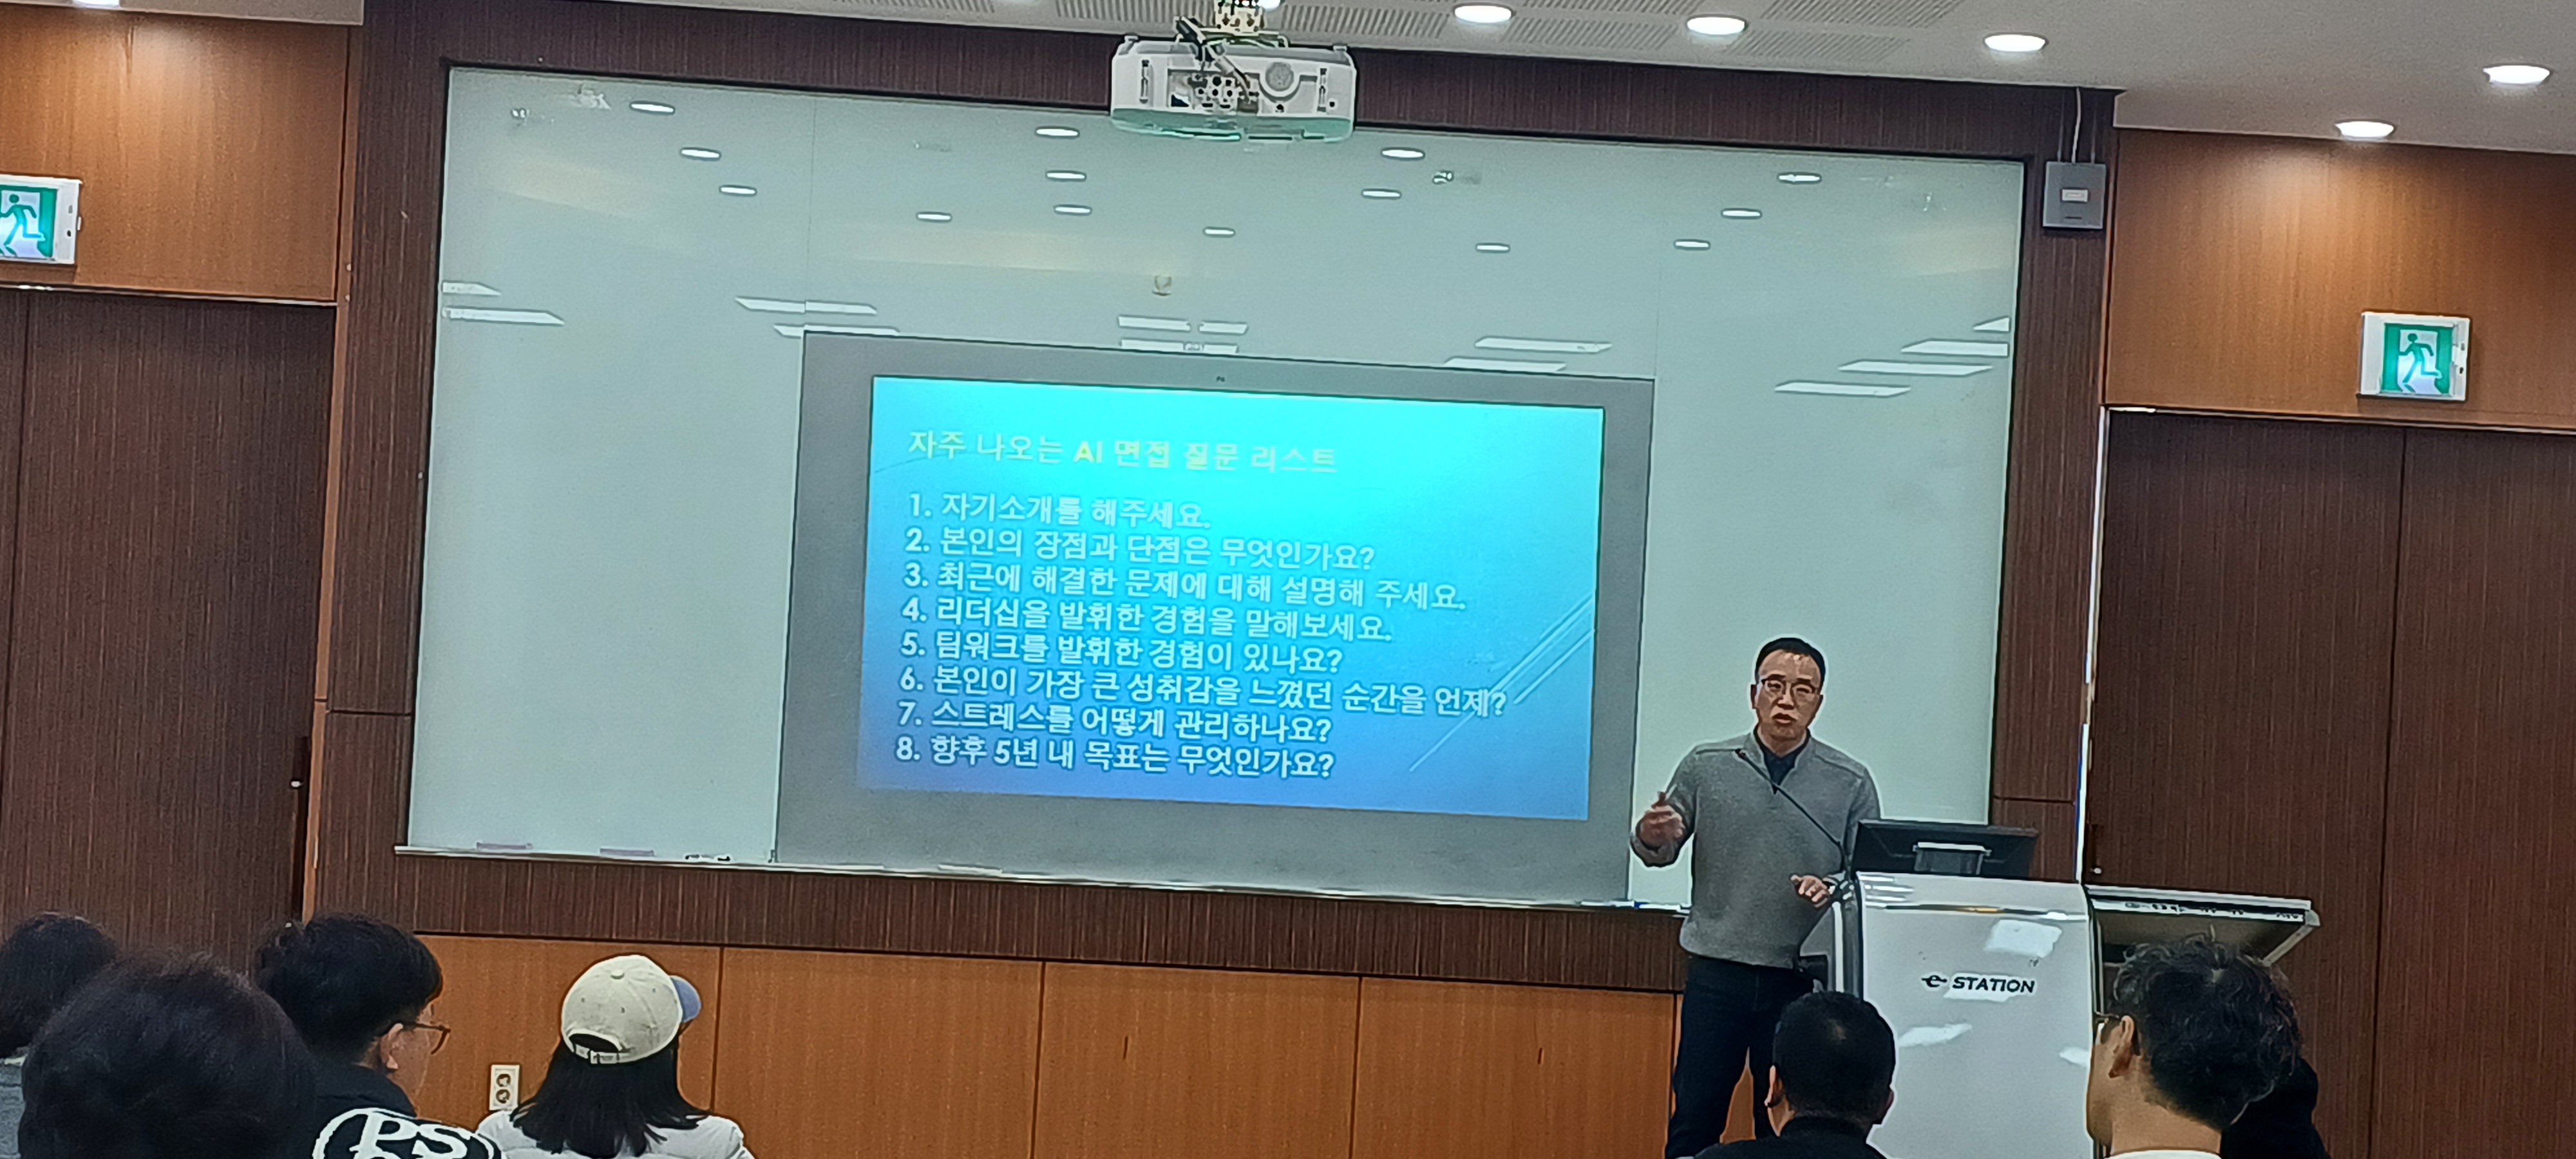 자주 나오는 AI 면접 질문 리스트
1. 자기소개를 해주세요.
2. 본인의 장점과 단점은 무엇인가요?
3. 최근에 해결한 문제에 대해 설명해 주세요.
4. 리더십을 발휘한 경험을 말해보세요.
5. 팀워크를 발휘한 경험이 있나요?
6. 본인이 가장 큰 성취감을 느꼈던 순간을 언제?
7. 스트레스를 어떻게 관리하나요?
8. 향후 5년 내 목표는 무엇인가요?
e-STATION
PS